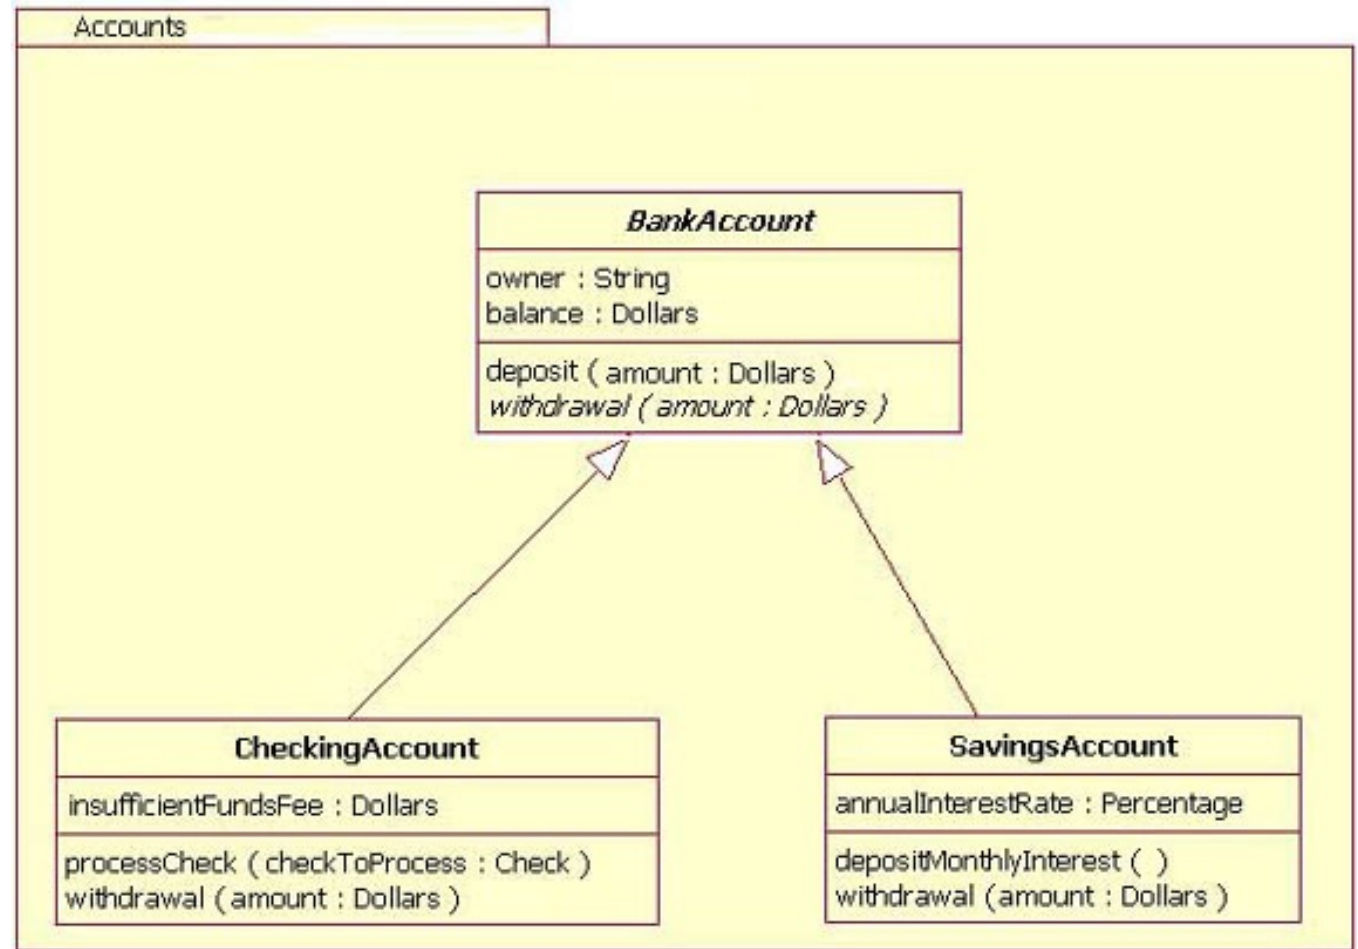 Accounts
BankAccount
owner : String
balance : Dollars
deposit ( amount : Dollars )
withdrawal ( amount : Dollars )
CheckingAccount
insufficientFundsFee : Dollars
processCheck ( checkToProcess : Check )
withdrawal ( amount : Dollars )
SavingsAccount
annualInterestRate : Percentage
depositMonthlyInterest ( )
withdrawal ( amount : Dollars )